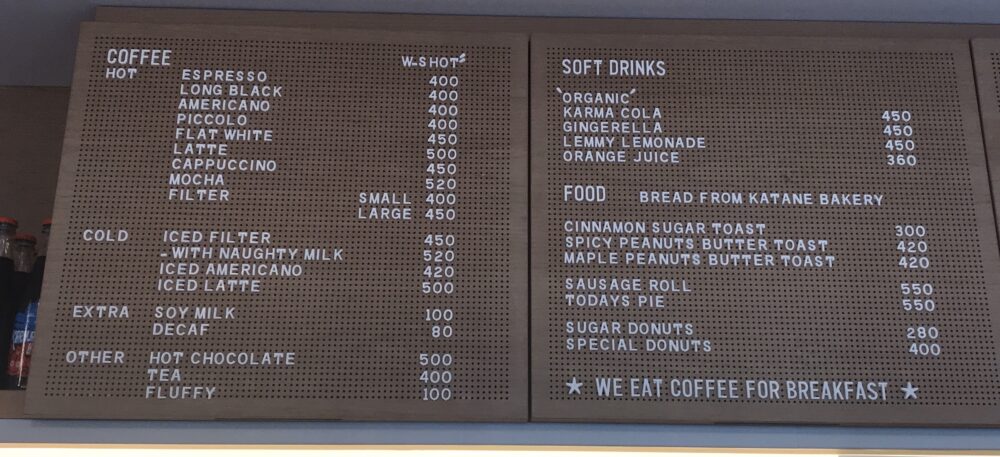 COFFEE W-SHOT
HOT ESPRESSO 400
LONG BLACK 400
AMERICANO 400
PICCOLO 400
FLAT WHITE 450
LATTE 500
CAPPUCCINO 450
MOCHA 520
FILTER SMALL 400
LARGE 450
COLD ICED FILTER 450
-WITH NAUGHTY MILK 520
ICED AMERICANO 420
ICED LATTE 500
EXTRA SOY MILK 100
DECAF 80
OTHER HOT CHOCOLATE 500
TEA 400
FLUFFY 100
SOFT DRINKS
'ORGANIC'
KARMA COLA 450
GINGERELLA 450
LEMMY LEMONADE 450
ORANGE JUICE 360
FOOD BREAD FROM KATANE BAKERY
CINNAMON SUGAR TOAST 300
SPICY PEANUTS BUTTER TOAST 420
MAPLE PEANUTS BUTTER TOAST 420
SAUSAGE ROLL 550
TODAYS PIE 550
SUGAR DONUTS 280
SPECIAL DONUTS 400
★ WE EAT COFFEE FOR BREAKFAST ★